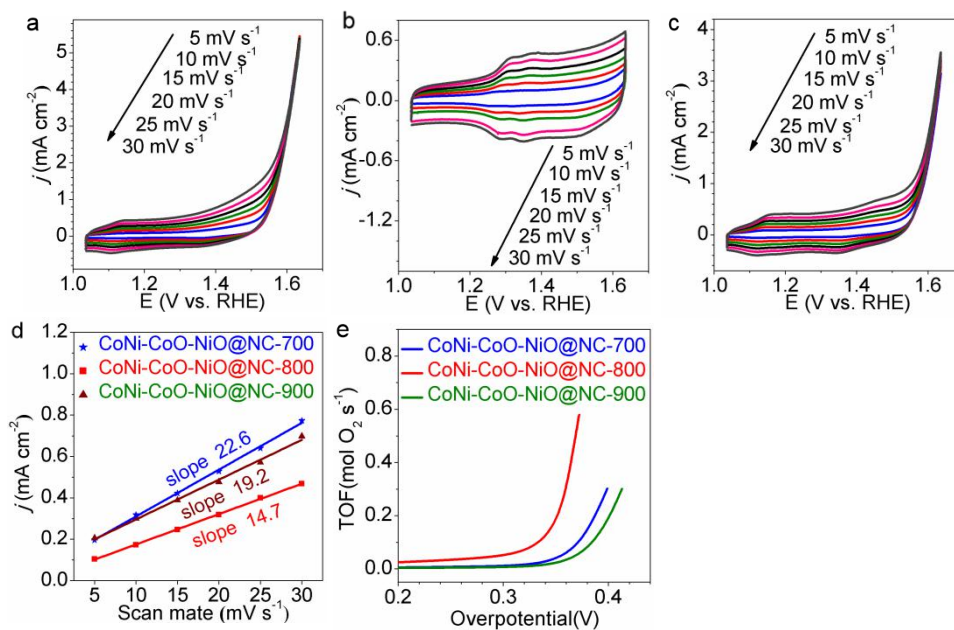 a
5 mV s⁻¹
10 mV s⁻¹
15 mV s⁻¹
20 mV s⁻¹
25 mV s⁻¹
30 mV s⁻¹
j (mA cm⁻²)
5
4
3
2
1
0
1.0 1.2 1.4 1.6
E (V vs. RHE)
b
j (mA cm⁻²)
0.6
0.0
-0.6
-1.2
5 mV s⁻¹
10 mV s⁻¹
15 mV s⁻¹
20 mV s⁻¹
25 mV s⁻¹
30 mV s⁻¹
1.0 1.2 1.4 1.6
E (V vs. RHE)
c
5 mV s⁻¹
10 mV s⁻¹
15 mV s⁻¹
20 mV s⁻¹
25 mV s⁻¹
30 mV s⁻¹
j (mA cm⁻²)
4
3
2
1
0
1.0 1.2 1.4 1.6
E (V vs. RHE)
d
j (mA cm⁻²)
1.2
1.0
0.8
0.6
0.4
0.2
0.0
CoNi-CoO-NiO@NC-700
CoNi-CoO-NiO@NC-800
CoNi-CoO-NiO@NC-900
slope 22.6
slope 19.2
slope 14.7
5 10 15 20 25 30
Scan mate (mV s⁻¹)
e
TOF(mol O₂ s⁻¹)
0.8
0.6
0.4
0.2
0.0
CoNi-CoO-NiO@NC-700
CoNi-CoO-NiO@NC-800
CoNi-CoO-NiO@NC-900
0.2 0.3 0.4
Overpotential(V)